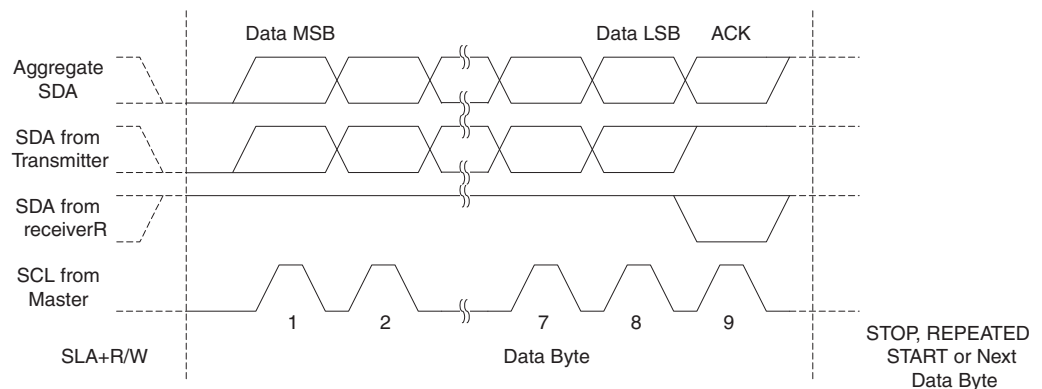 Data MSB
Data LSB
ACK
Aggregate
SDA
SDA from
Transmitter
SDA from
receiverR
SCL from
Master
1
2
7
8
9
SLA+R/W
Data Byte
STOP, REPEATED
START or Next
Data Byte